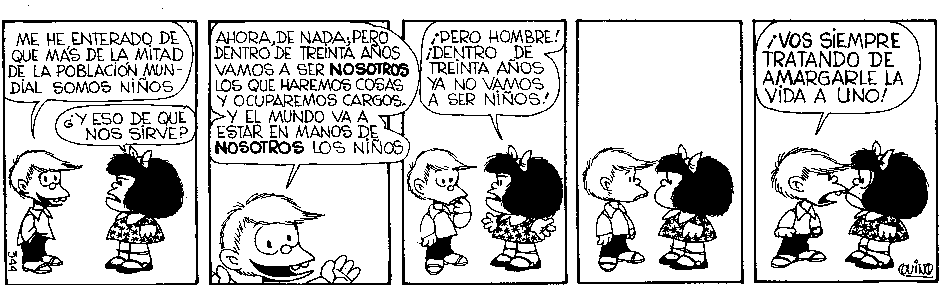 ME HE ENTERADO DE
QUE MÁS DE LA MITAD
DE LA POBLACIÓN MUN-
DIAL SOMOS NIÑOS
¿Y ESO DE QUE
NOS SIRVE?
344
AHORA, DE NADA; PERO
DENTRO DE TREINTA AÑOS
VAMOS A SER NOSOTROS
LOS QUE HAREMOS COSAS
Y OCUPAREMOS CARGOS.
Y EL MUNDO VA A
ESTAR EN MANOS DE
NOSOTROS LOS NIÑOS
¡PERO HOMBRE!
¡DENTRO DE
TREINTA AÑOS
YA NO VAMOS
A SER NIÑOS!
¡VOS SIEMPRE
TRATANDO DE
AMARGARLE LA
VIDA A UNO!
QUINO